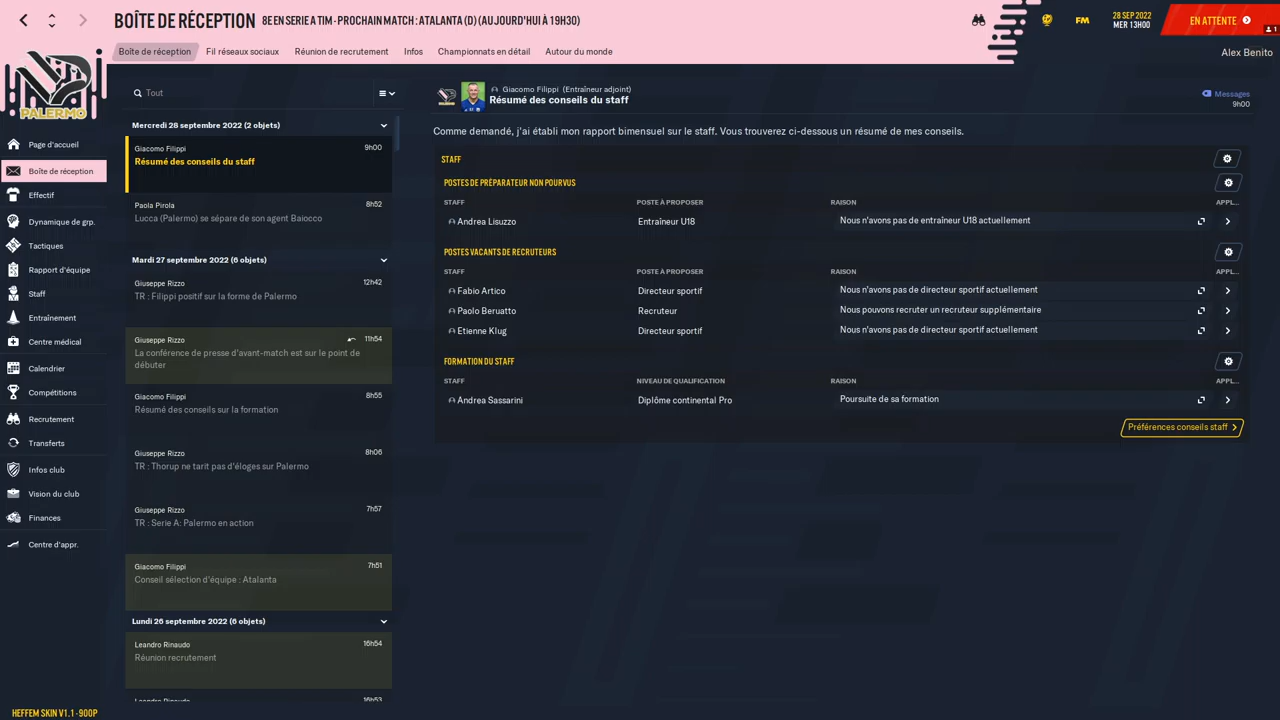 BOÎTE DE RÉCEPTION 8E EN SERIE A TIM - PROCHAIN MATCH : ATALANTA (D) (AUJOURD'HUI À 19H30)
FM
28 SEP 2022
MER 13H00
EN ATTENTE
1
Boîte de réception Fil réseaux sociaux Réunion de recrutement Infos Championnats en détail Autour du monde
Alex Benito
PALERMO
Page d'accueil
Boîte de réception
Effectif
Dynamique de grp.
Tactiques
Rapport d'équipe
Staff
Entraînement
Centre médical
Calendrier
Compétitions
Recrutement
Transferts
Infos club
Vision du club
Finances
Centre d'appr.
HEFFEM SKIN V1.1 - 900P
Tout
Mercredi 28 septembre 2022 (2 objets)
Giacomo Filippi 9h00
Résumé des conseils du staff
Paola Pirola 8h52
Lucca (Palermo) se sépare de son agent Baiocco
Mardi 27 septembre 2022 (6 objets)
Giuseppe Rizzo 12h42
TR : Filippi positif sur la forme de Palermo
Giuseppe Rizzo 11h54
La conférence de presse d'avant-match est sur le point de
débuter
Giacomo Filippi 8h55
Résumé des conseils sur la formation
Giuseppe Rizzo 8h06
TR : Thorup ne tarit pas d'éloges sur Palermo
Giuseppe Rizzo 7h57
TR : Serie A: Palermo en action
Giacomo Filippi 7h51
Conseil sélection d'équipe : Atalanta
Lundi 26 septembre 2022 (6 objets)
Leandro Rinaudo 16h54
Réunion recrutement
Leandro Rinaudo 16h53
Giacomo Filippi (Entraîneur adjoint)
Résumé des conseils du staff
Messages
9h00
Comme demandé, j'ai établi mon rapport bimensuel sur le staff. Vous trouverez ci-dessous un résumé de mes conseils.
STAFF
POSTES DE PRÉPARATEUR NON POURVUS
STAFF POSTE À PROPOSER RAISON APPL...
Andrea Lisuzzo Entraîneur U18 Nous n'avons pas de entraîneur U18 actuellement
POSTES VACANTS DE RECRUTEURS
STAFF POSTE À PROPOSER RAISON APPL...
Fabio Artico Directeur sportif Nous n'avons pas de directeur sportif actuellement
Paolo Beruatto Recruteur Nous pouvons recruter un recruteur supplémentaire
Etienne Klug Directeur sportif Nous n'avons pas de directeur sportif actuellement
FORMATION DU STAFF
STAFF NIVEAU DE QUALIFICATION RAISON APPL...
Andrea Sassarini Diplôme continental Pro Poursuite de sa formation
Préférences conseils staff